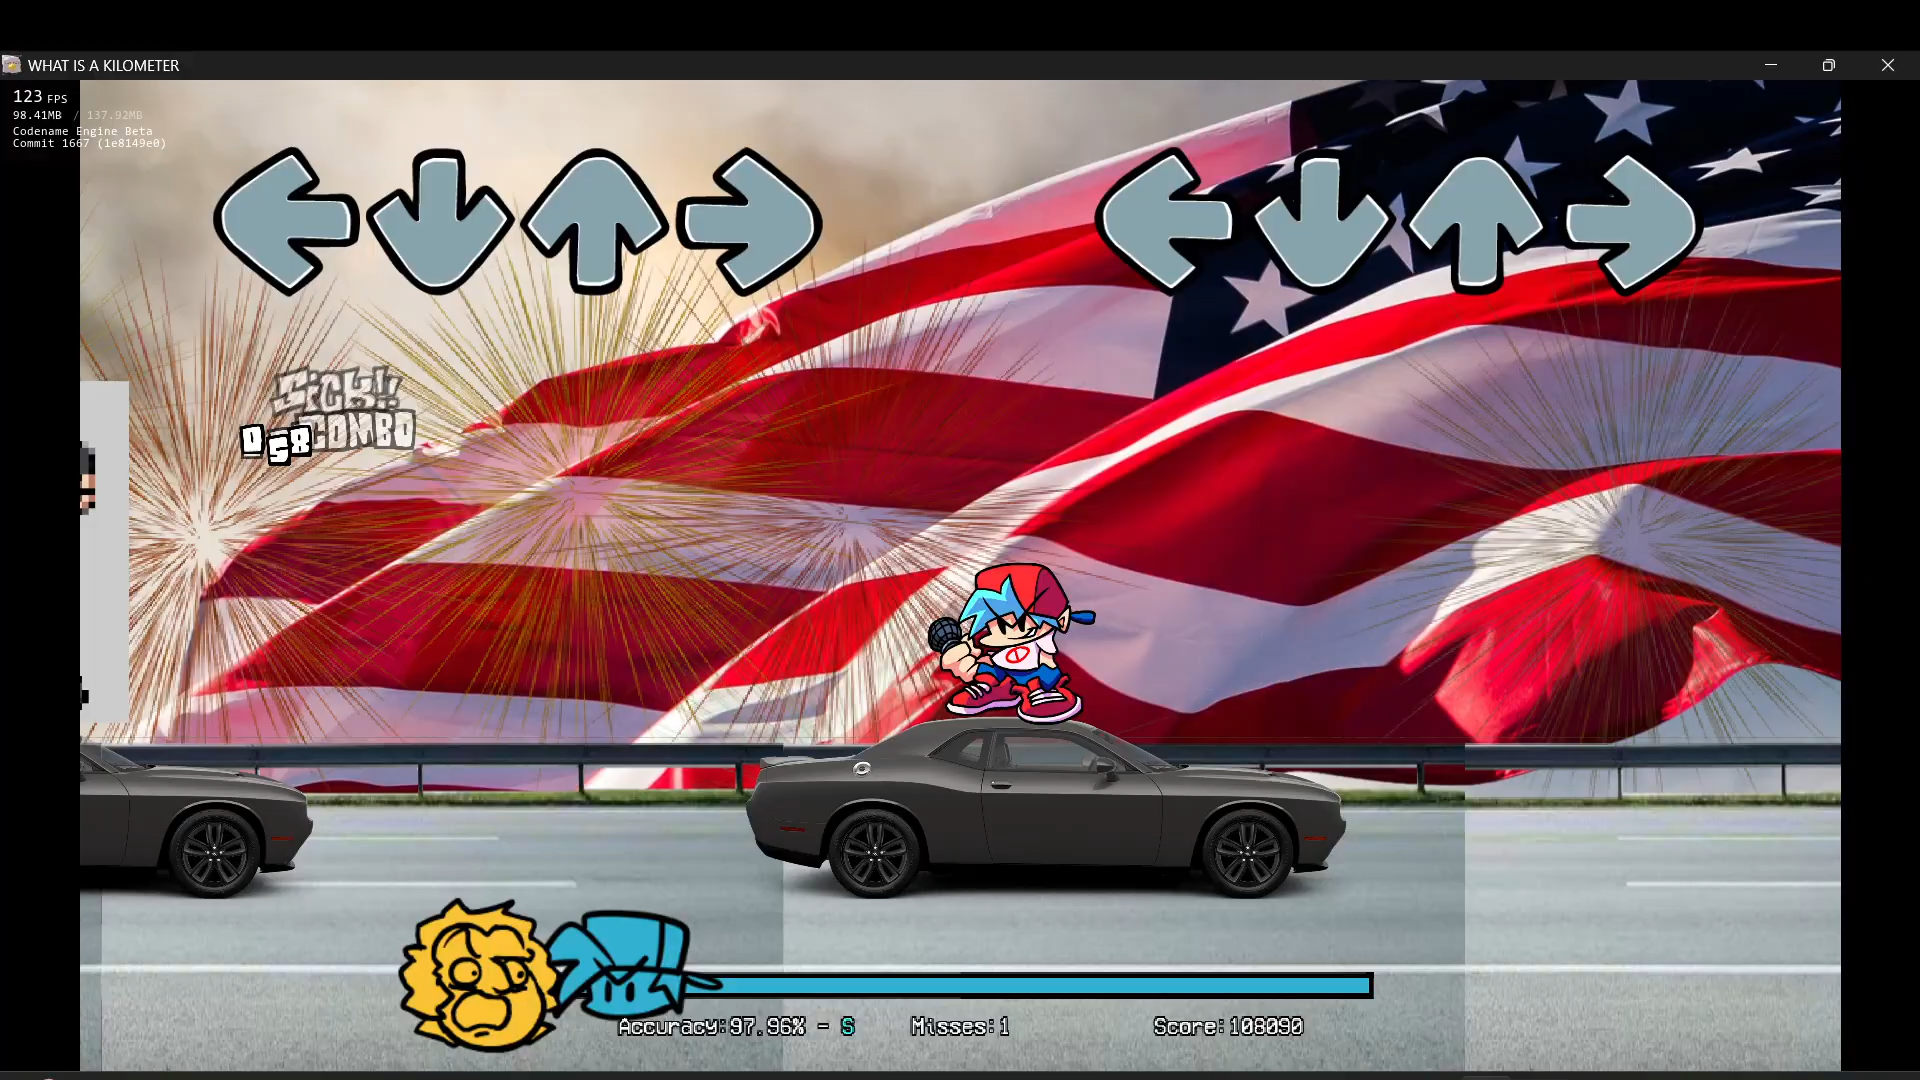 WHAT IS A KILOMETER
123 FPS
98.41MB / 137.92MB
Codename Engine Beta
Commit 1667 (1e8149e0)
SiCK!!
058 COMBO
Accuracy:97.96% - S
Misses:1
Score:108090